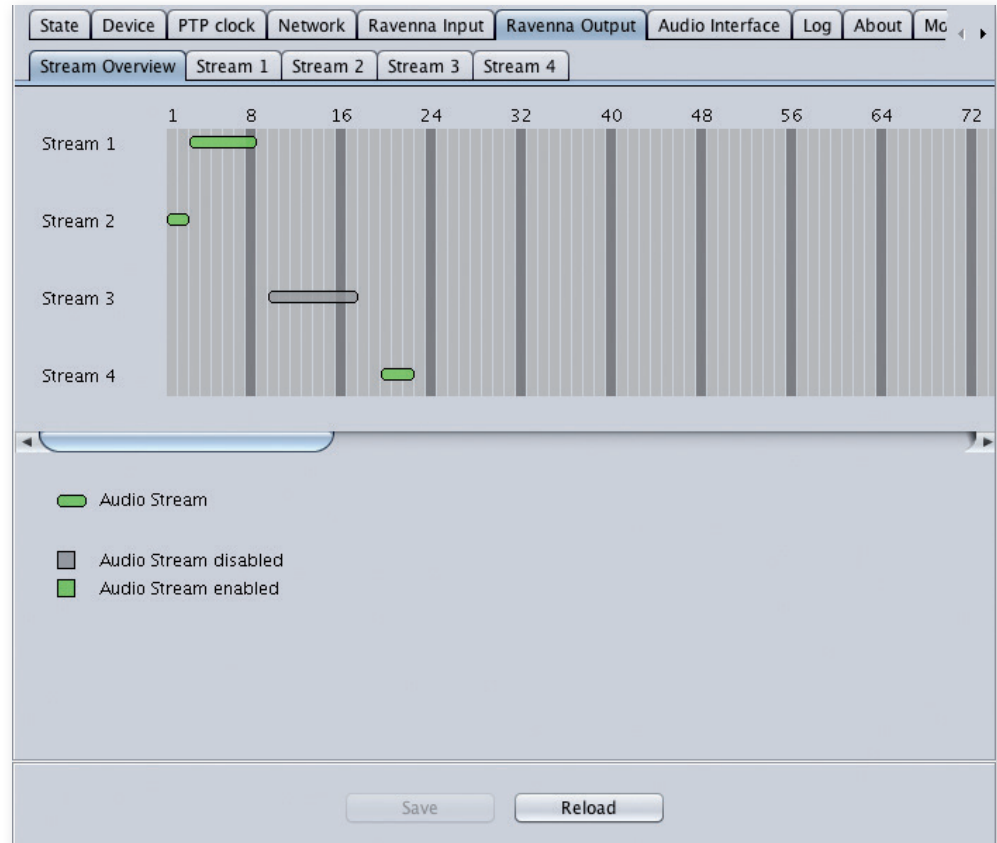 State Device PTP clock Network Ravenna Input Ravenna Output Audio Interface Log About Mo
Stream Overview Stream 1 Stream 2 Stream 3 Stream 4
1 8 16 24 32 40 48 56 64 72
Stream 1
Stream 2
Stream 3
Stream 4
Audio Stream
Audio Stream disabled
Audio Stream enabled
Save Reload